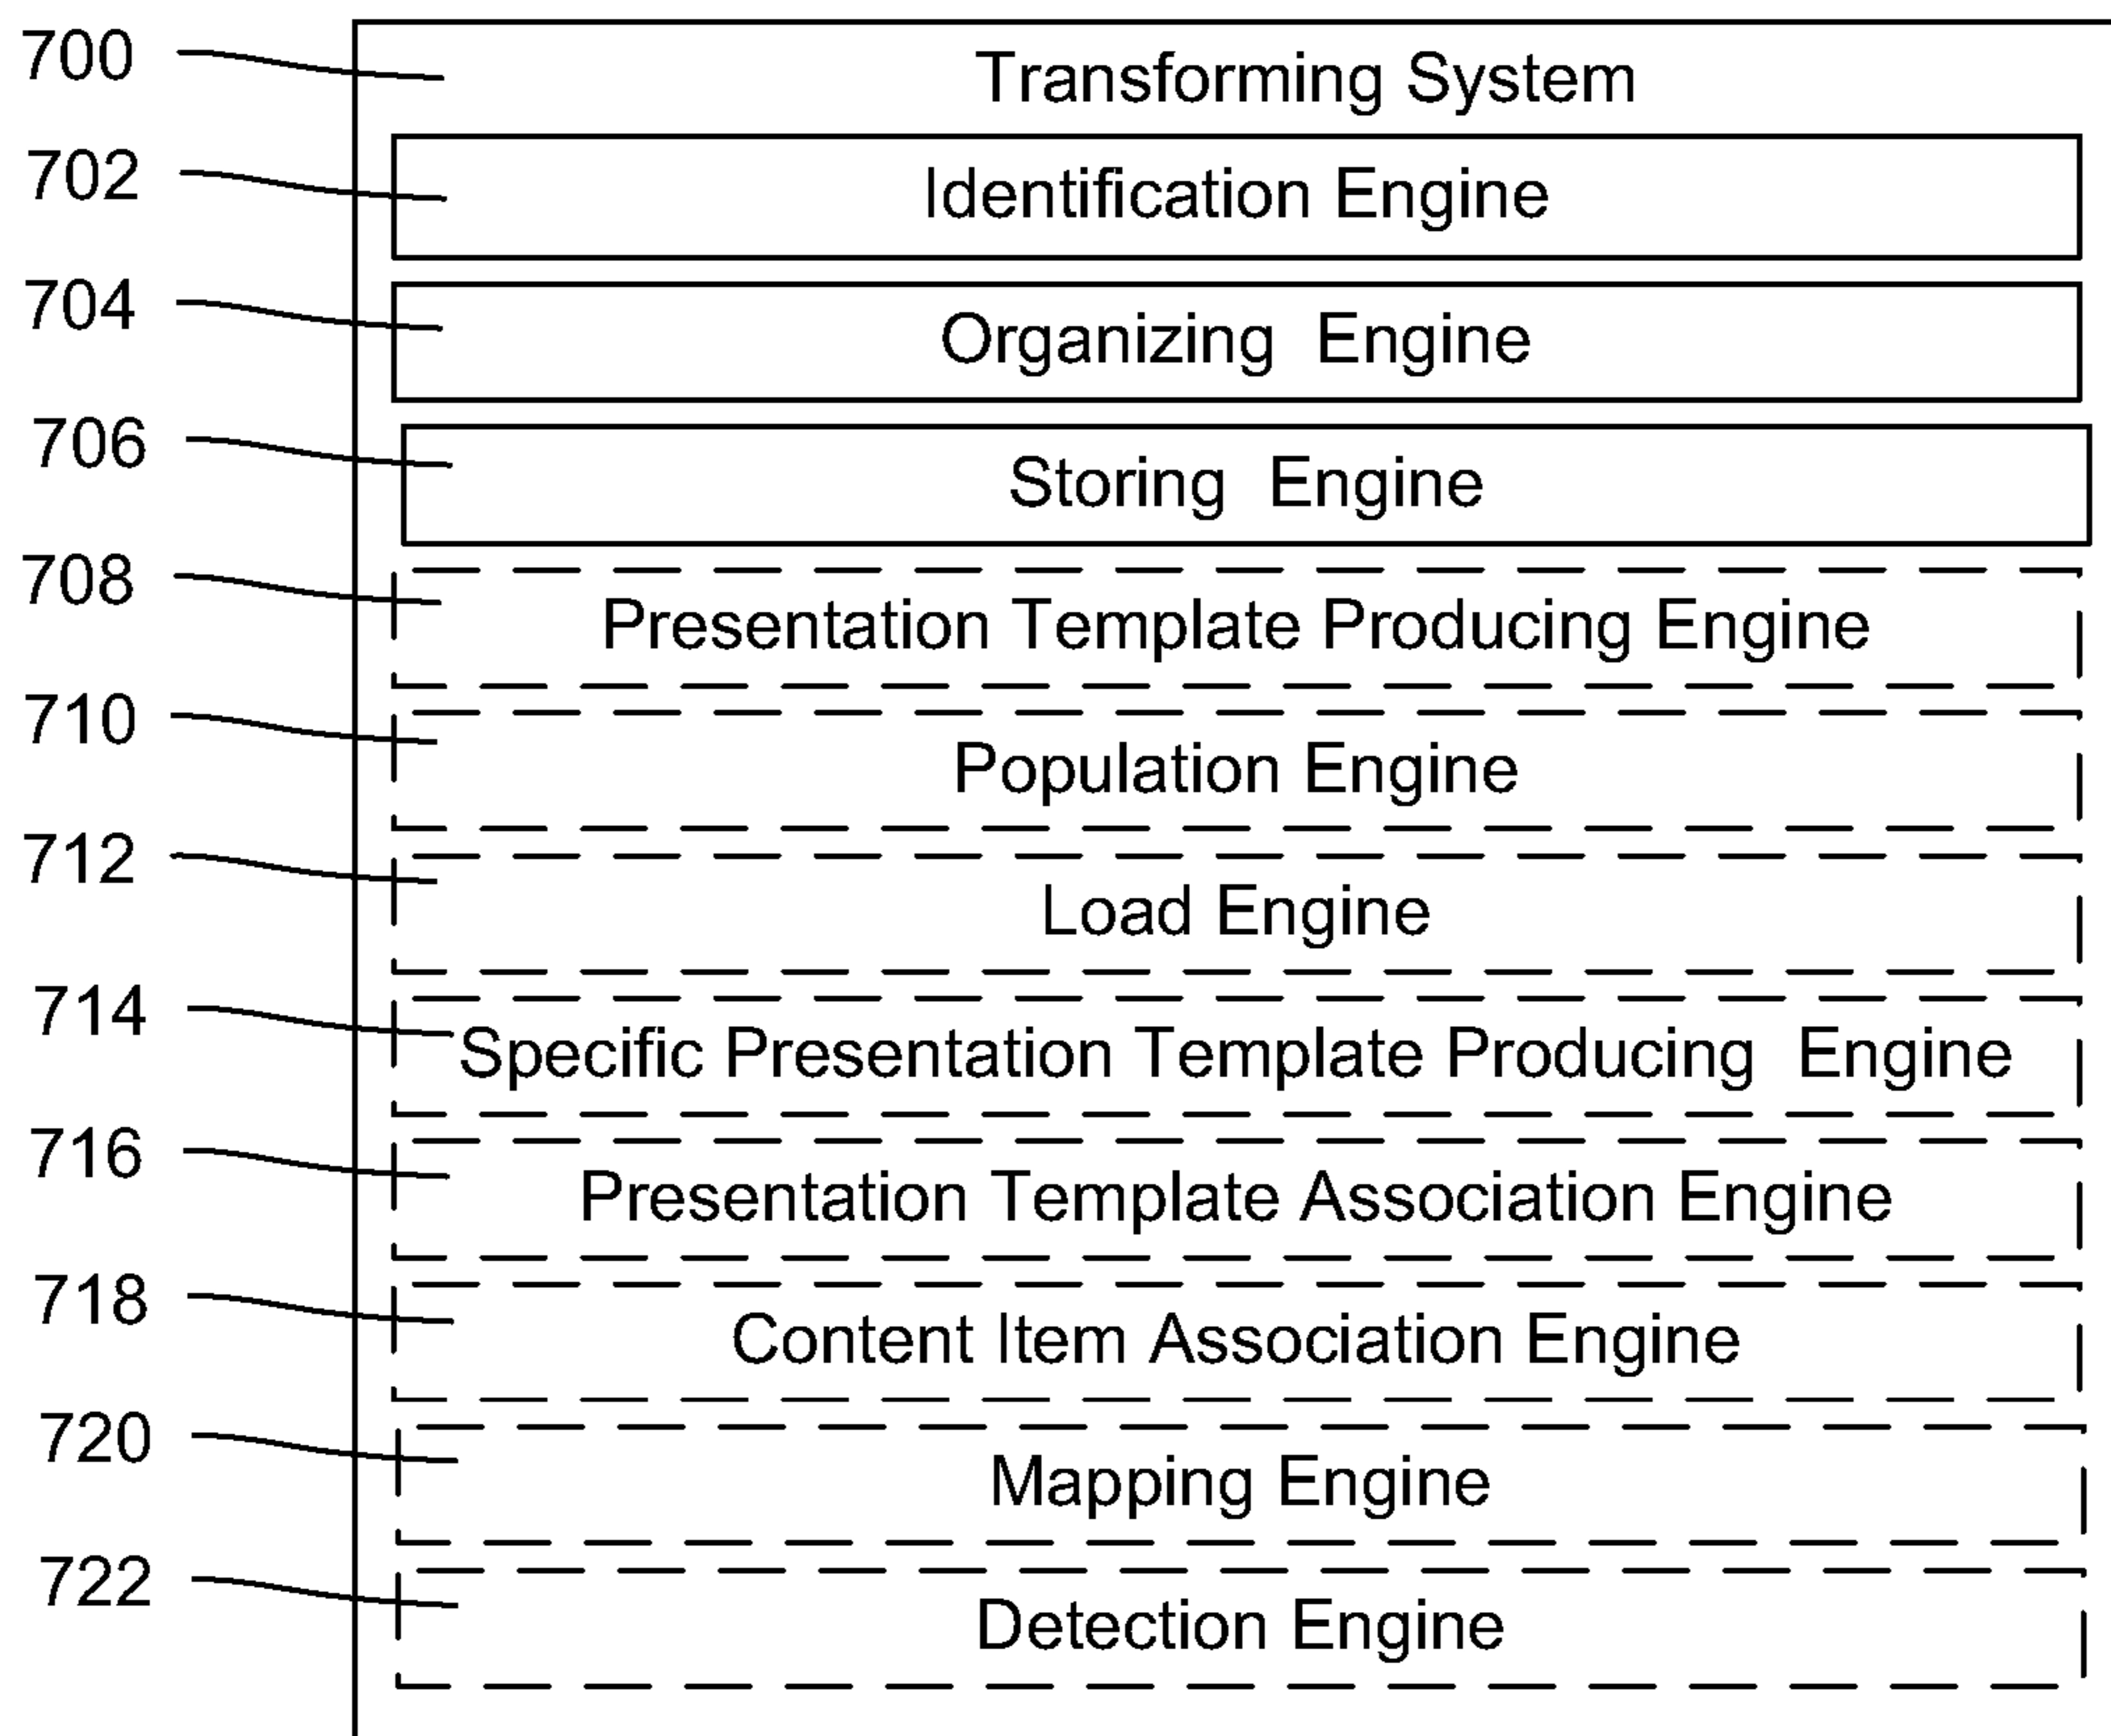 700 Transforming System
702 Identification Engine
704 Organizing Engine
706 Storing Engine
708 Presentation Template Producing Engine
710 Population Engine
712 Load Engine
714 Specific Presentation Template Producing Engine
716 Presentation Template Association Engine
718 Content Item Association Engine
720 Mapping Engine
722 Detection Engine